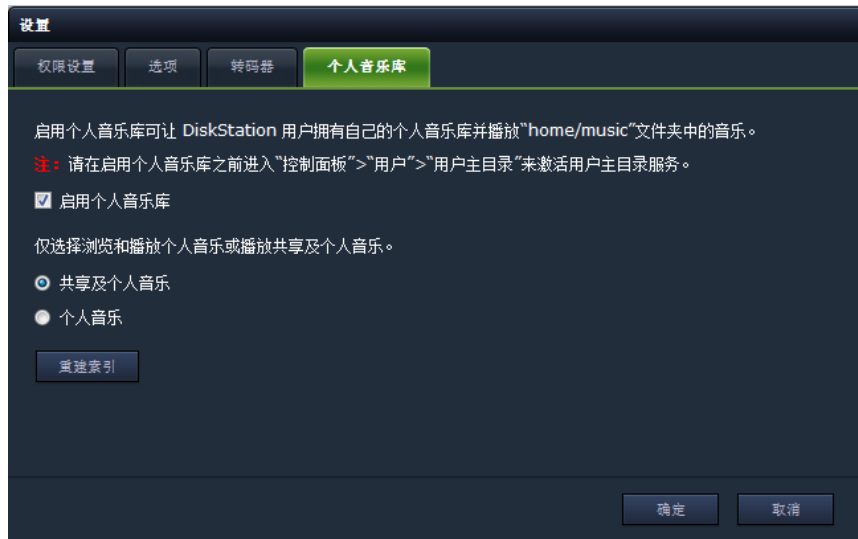 设置
权限设置 选项 转码器 个人音乐库
启用个人音乐库可让 DiskStation 用户拥有自己的个人音乐库并播放“home/music”文件夹中的音乐。
注：请在启用个人音乐库之前进入“控制面板”>“用户”>“用户主目录”来激活用户主目录服务。
启用个人音乐库
仅选择浏览和播放个人音乐或播放共享及个人音乐。
共享及个人音乐
个人音乐
重建索引
确定 取消